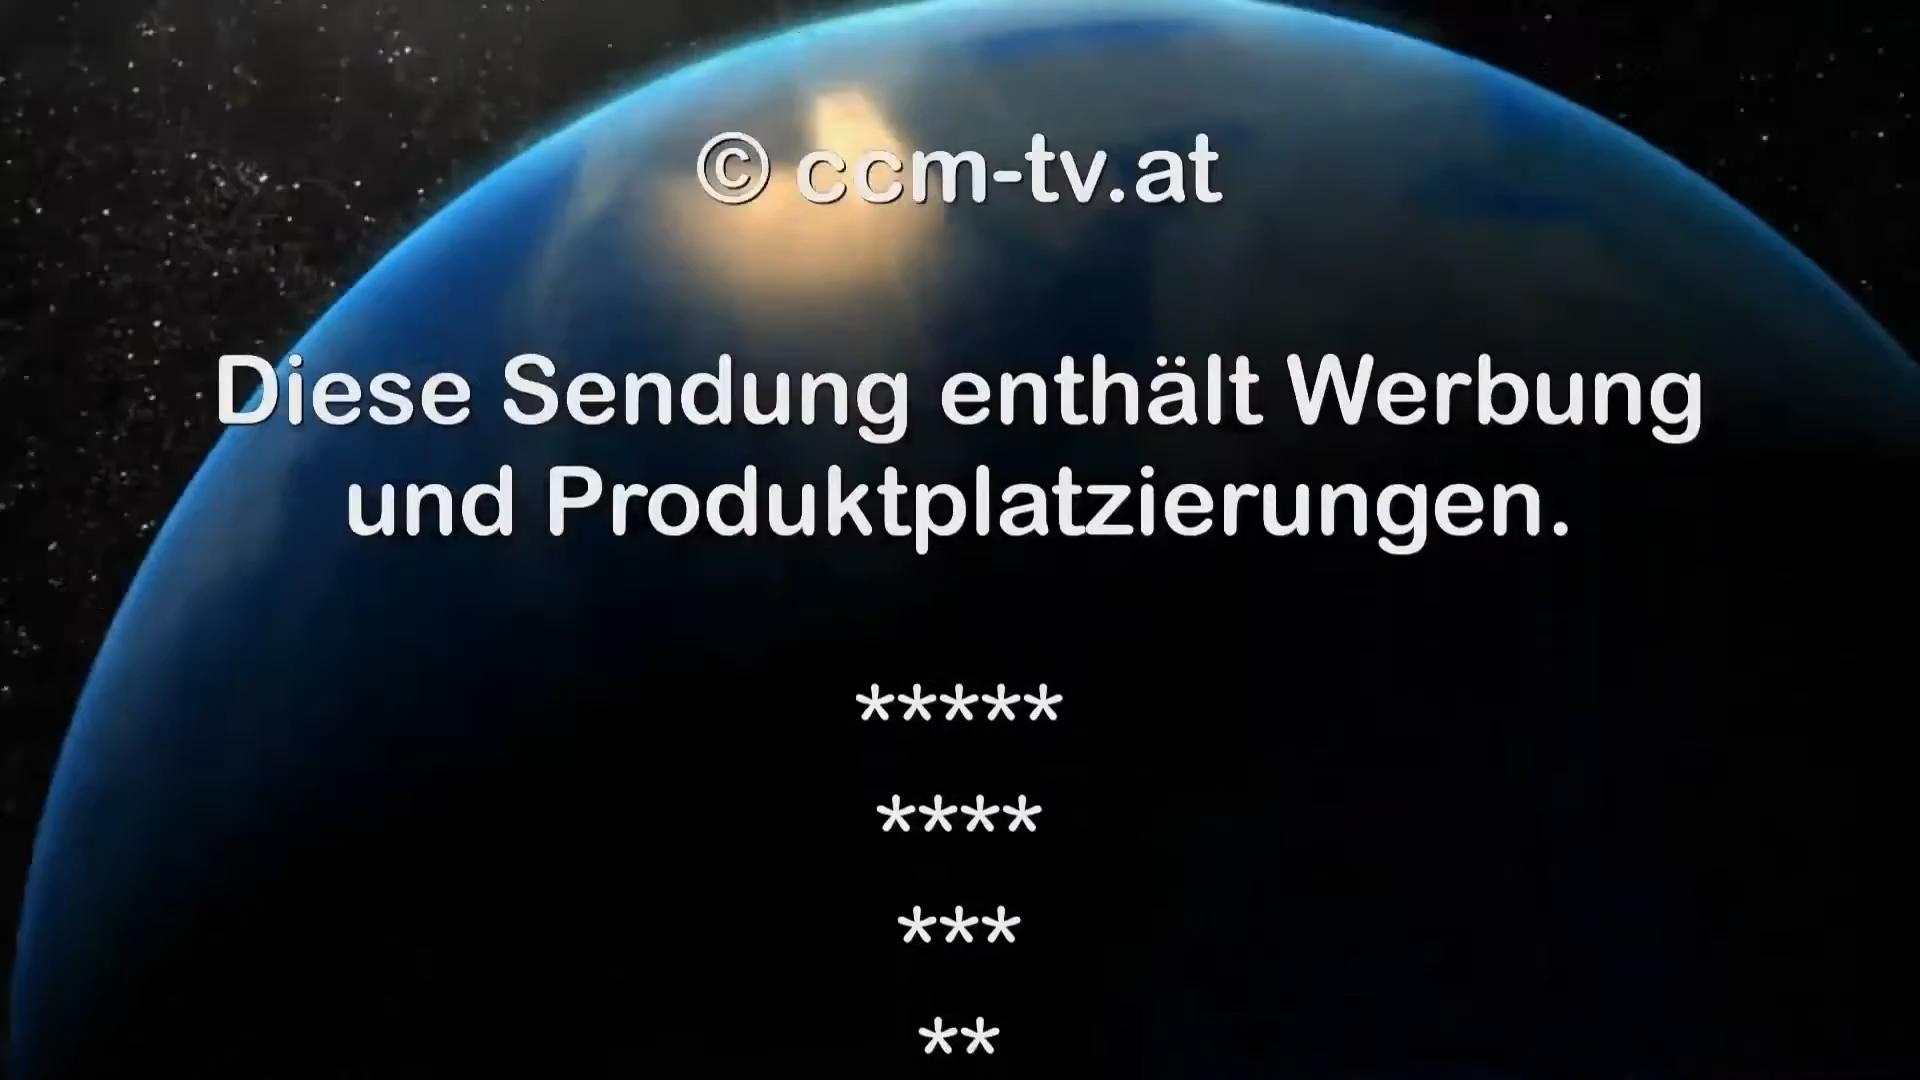 © ccm-tv.at
Diese Sendung enthält Werbung
und Produktplatzierungen.
*****
****
***
**